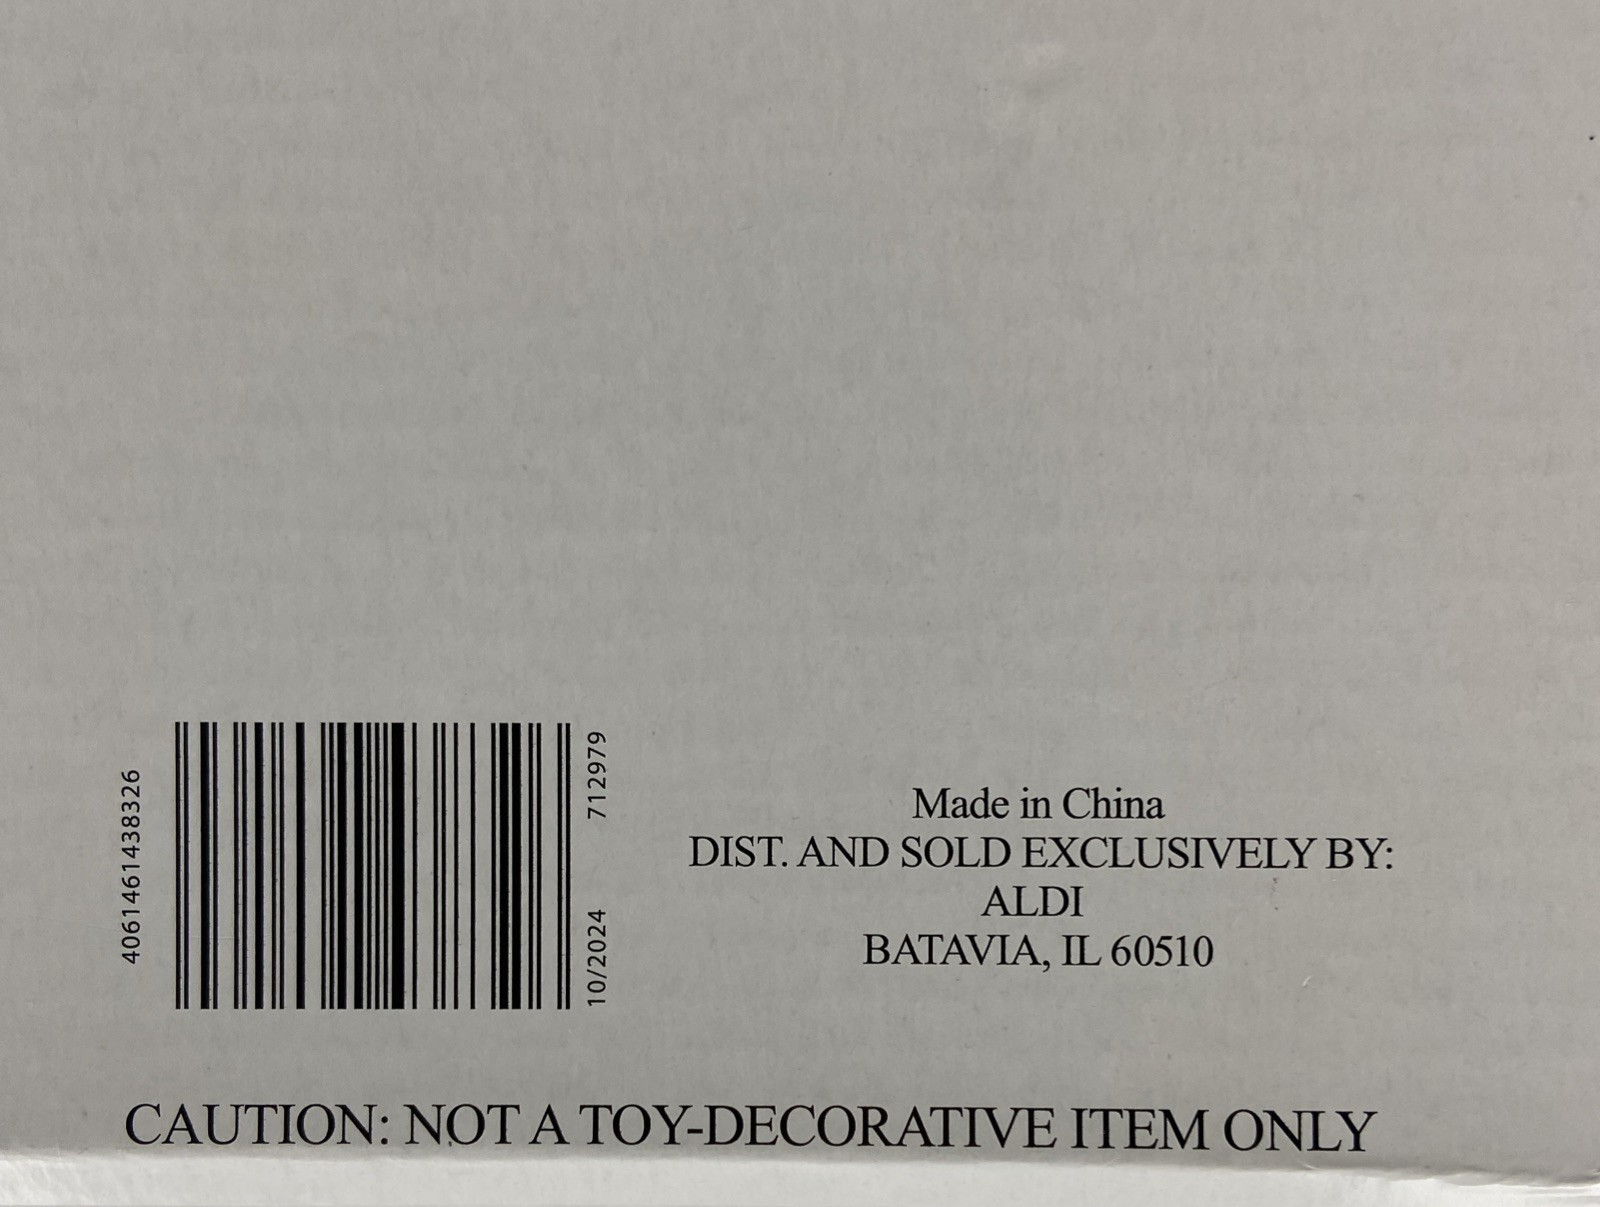 4061461438326
10/2024 712979
Made in China
DIST. AND SOLD EXCLUSIVELY BY:
ALDI
BATAVIA, IL 60510
CAUTION: NOT A TOY-DECORATIVE ITEM ONLY